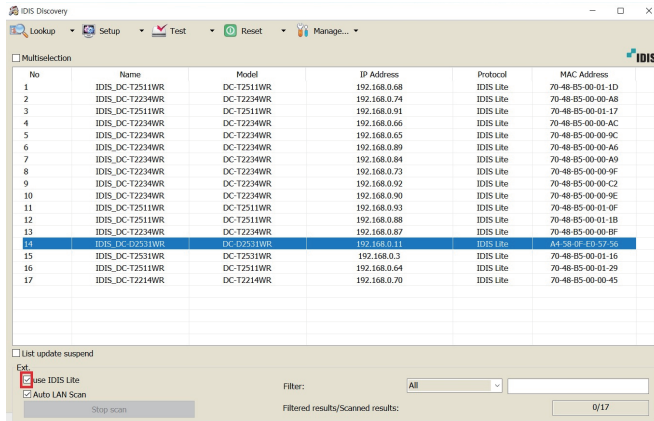 IDIS Discovery
Lookup Setup Test Reset Manage...
Multiselection
IDIS
No Name Model IP Address Protocol MAC Address
1 IDIS_DC-T2511WR DC-T2511WR 192.168.0.68 IDIS Lite 70-48-B5-00-01-1D
2 IDIS_DC-T2234WR DC-T2234WR 192.168.0.74 IDIS Lite 70-48-B5-00-00-A8
3 IDIS_DC-T2511WR DC-T2511WR 192.168.0.91 IDIS Lite 70-48-B5-00-01-17
4 IDIS_DC-T2234WR DC-T2234WR 192.168.0.66 IDIS Lite 70-48-B5-00-00-AC
5 IDIS_DC-T2234WR DC-T2234WR 192.168.0.65 IDIS Lite 70-48-B5-00-00-9C
6 IDIS_DC-T2234WR DC-T2234WR 192.168.0.89 IDIS Lite 70-48-B5-00-00-A6
7 IDIS_DC-T2234WR DC-T2234WR 192.168.0.84 IDIS Lite 70-48-B5-00-00-A9
8 IDIS_DC-T2234WR DC-T2234WR 192.168.0.73 IDIS Lite 70-48-B5-00-00-9F
9 IDIS_DC-T2234WR DC-T2234WR 192.168.0.92 IDIS Lite 70-48-B5-00-00-C2
10 IDIS_DC-T2234WR DC-T2234WR 192.168.0.90 IDIS Lite 70-48-B5-00-00-9E
11 IDIS_DC-T2511WR DC-T2511WR 192.168.0.93 IDIS Lite 70-48-B5-00-01-0F
12 IDIS_DC-T2511WR DC-T2511WR 192.168.0.88 IDIS Lite 70-48-B5-00-01-1B
13 IDIS_DC-T2234WR DC-T2234WR 192.168.0.87 IDIS Lite 70-48-B5-00-00-BF
14 IDIS_DC-D2531WR DC-D2531WR 192.168.0.11 IDIS Lite A4-58-0F-E0-57-56
15 IDIS_DC-T2531WR DC-T2531WR 192.168.0.3 IDIS Lite 70-48-B5-00-01-16
16 IDIS_DC-T2511WR DC-T2511WR 192.168.0.64 IDIS Lite 70-48-B5-00-01-29
17 IDIS_DC-T2214WR DC-T2214WR 192.168.0.70 IDIS Lite 70-48-B5-00-00-45
List update suspend
Ext.
use IDIS Lite
Filter: All
Auto LAN Scan
Stop scan Filtered results/Scanned results: 0/17